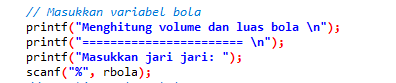 // Masukkan variabel bola
printf("Menghitung volume dan luas bola \n");
printf("======================= \n");
printf("Masukkan jari jari: ");
scanf("%", rbola);